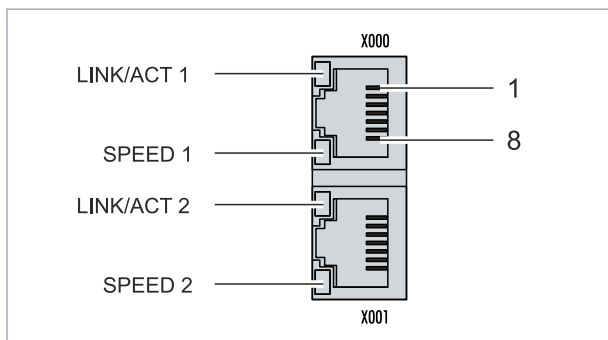 X000
LINK/ACT 1
1
8
SPEED 1
LINK/ACT 2
SPEED 2
X001